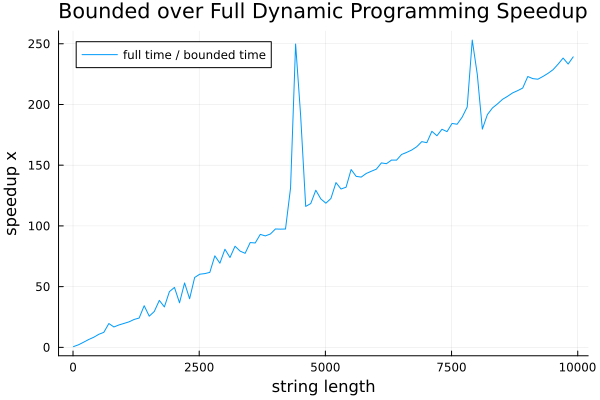 Bounded over Full Dynamic Programming Speedup
full time / bounded time
speedup x
250
200
150
100
50
0
0 2500 5000 7500 10000
string length